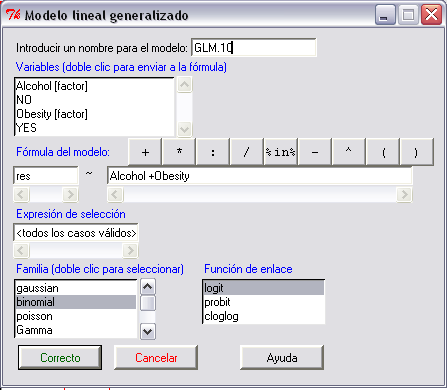 Modelo lineal generalizado
Introducir un nombre para el modelo: GLM.10
Variables (doble clic para enviar a la fórmula)
Alcohol [factor]
NO
Obesity [factor]
YES
Fórmula del modelo: + * : / %in% - ^ ( )
res ~ Alcohol +Obesity
Expresión de selección
<todos los casos válidos>
Familia (doble clic para seleccionar) Función de enlace
gaussian logit
binomial probit
poisson cloglog
Gamma
Correcto Cancelar Ayuda